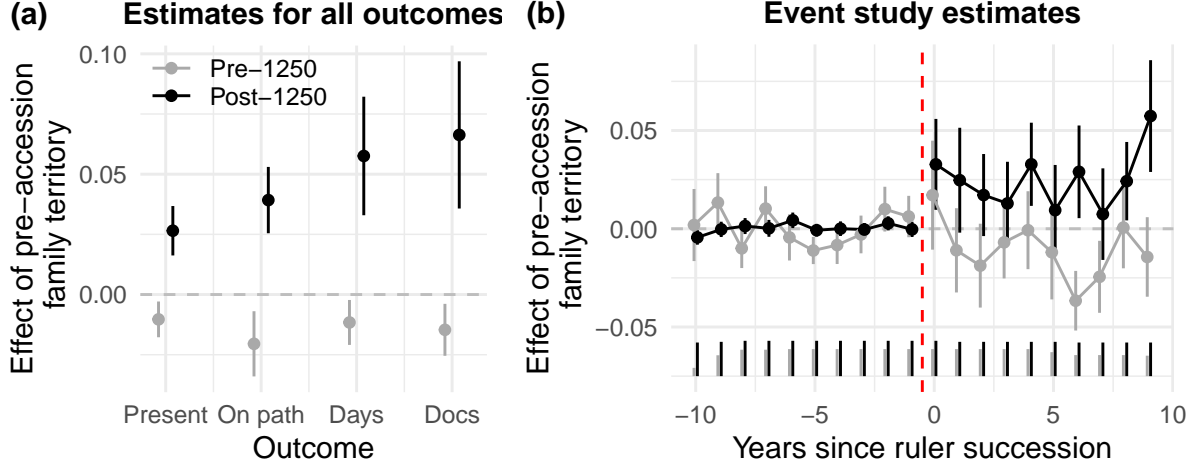 (a) Estimates for all outcomes
Effect of pre−accession
family territory
0.10
0.05
0.00
Pre−1250
Post−1250
Present On path Days Docs
Outcome
(b) Event study estimates
Effect of pre−accession
family territory
0.05
0.00
−0.05
−10 −5 0 5 10
Years since ruler succession